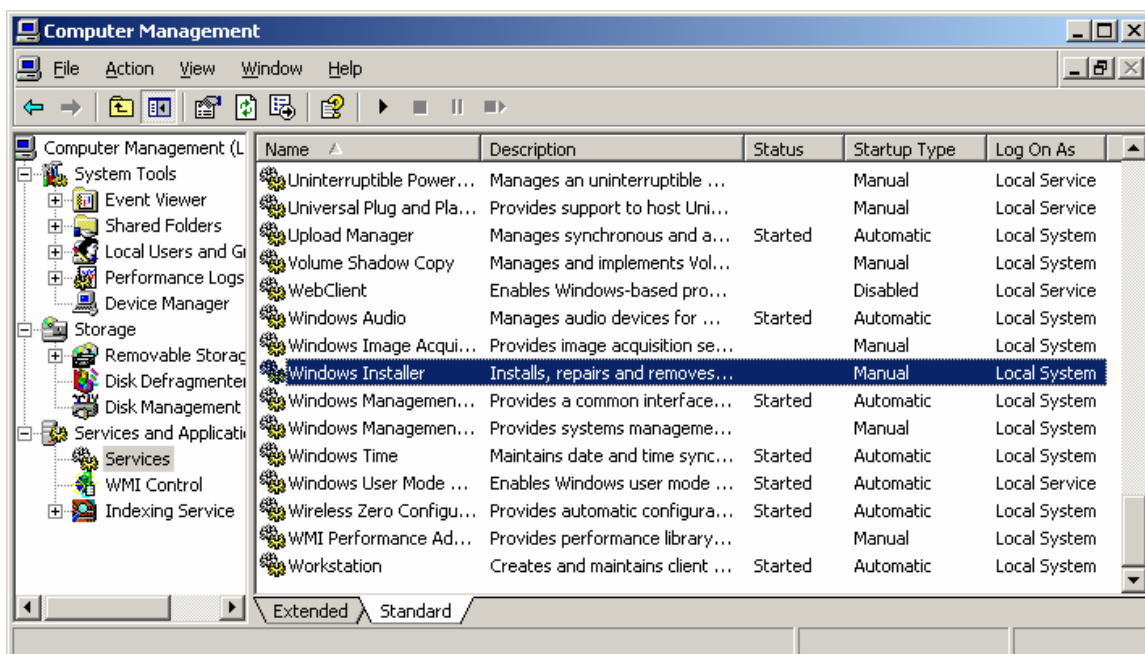 Computer Management
File Action View Window Help
Computer Management (L
System Tools
Event Viewer
Shared Folders
Local Users and Gr
Performance Logs
Device Manager
Storage
Removable Storag
Disk Defragmenter
Disk Management
Services and Applicati
Services
WMI Control
Indexing Service
Name Description Status Startup Type Log On As
Uninterruptible Power... Manages an uninterruptible ... Manual Local Service
Universal Plug and Pla... Provides support to host Uni... Manual Local Service
Upload Manager Manages synchronous and a... Started Automatic Local System
Volume Shadow Copy Manages and implements Vol... Manual Local System
WebClient Enables Windows-based pro... Disabled Local Service
Windows Audio Manages audio devices for ... Started Automatic Local System
Windows Image Acqui... Provides image acquisition se... Manual Local System
Windows Installer Installs, repairs and removes... Manual Local System
Windows Managemen... Provides a common interface... Started Automatic Local System
Windows Managemen... Provides systems manageme... Manual Local System
Windows Time Maintains date and time sync... Started Automatic Local System
Windows User Mode ... Enables Windows user mode ... Started Automatic Local Service
Wireless Zero Configu... Provides automatic configura... Started Automatic Local System
WMI Performance Ad... Provides performance library... Manual Local System
Workstation Creates and maintains client ... Started Automatic Local System
Extended Standard